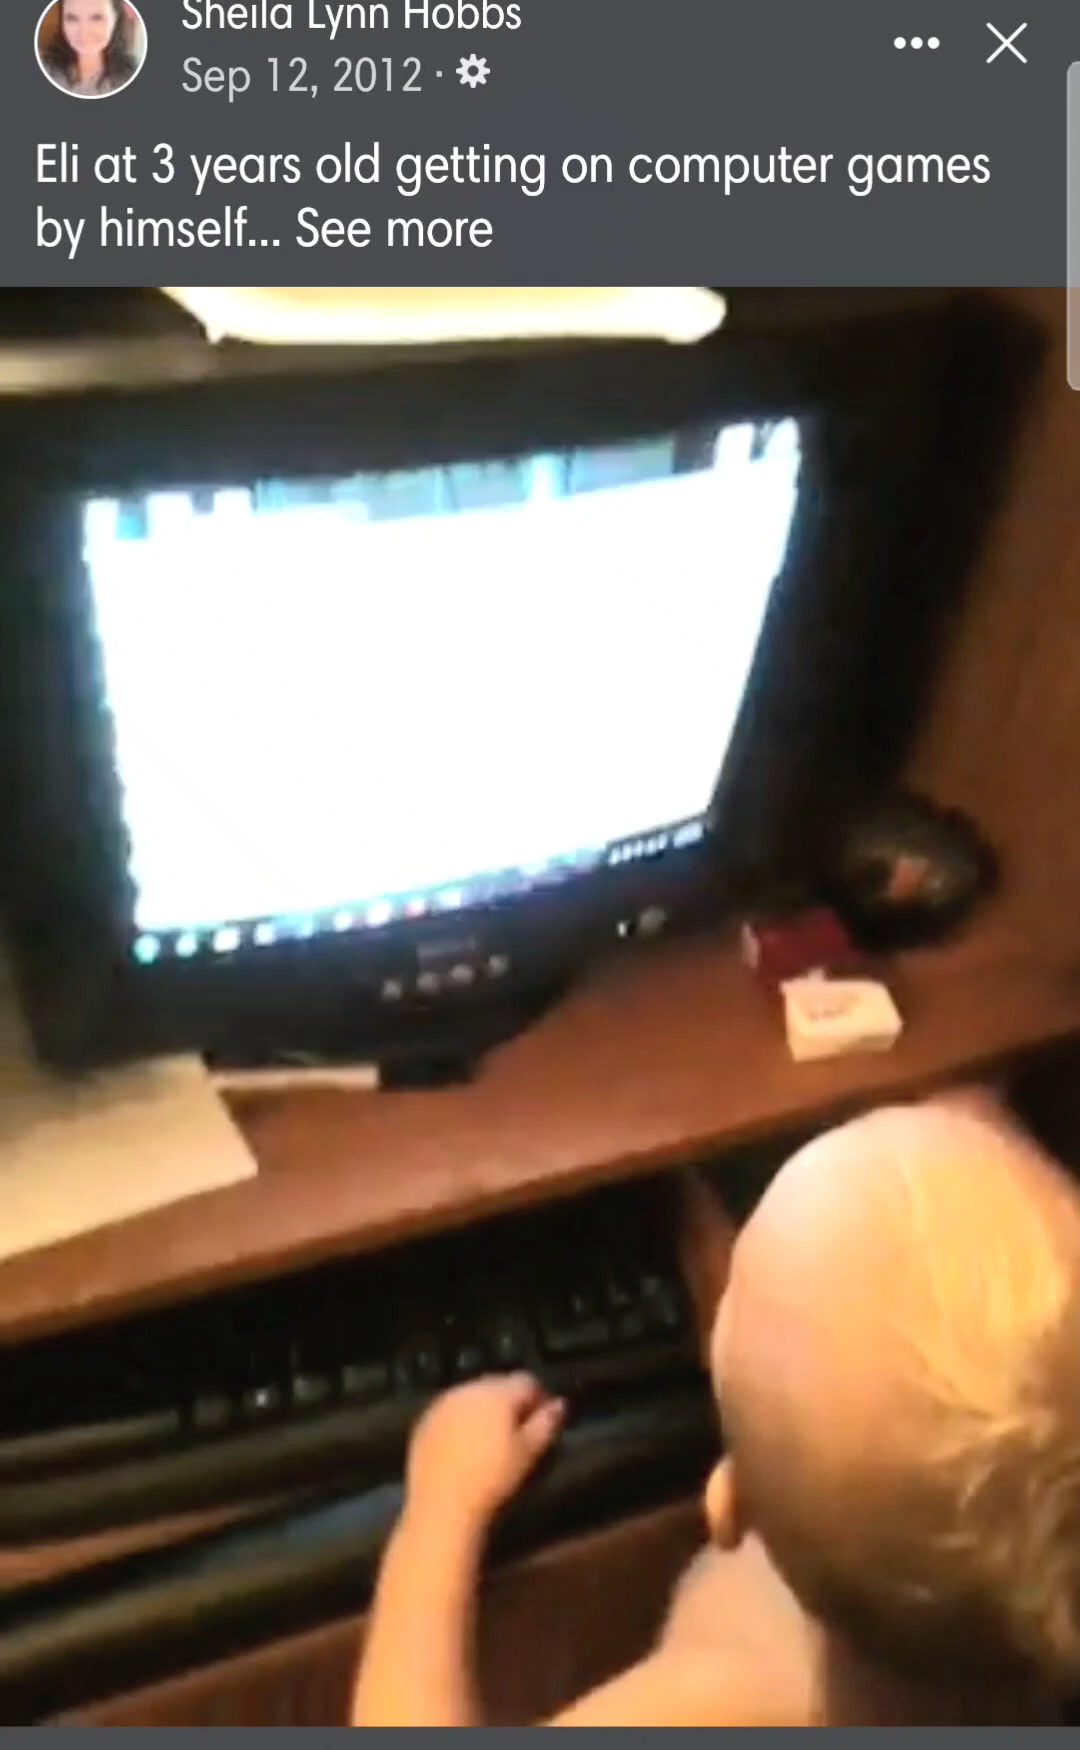 Sheila Lynn Hobbs
Sep 12, 2012 ·
Eli at 3 years old getting on computer games
by himself... See more